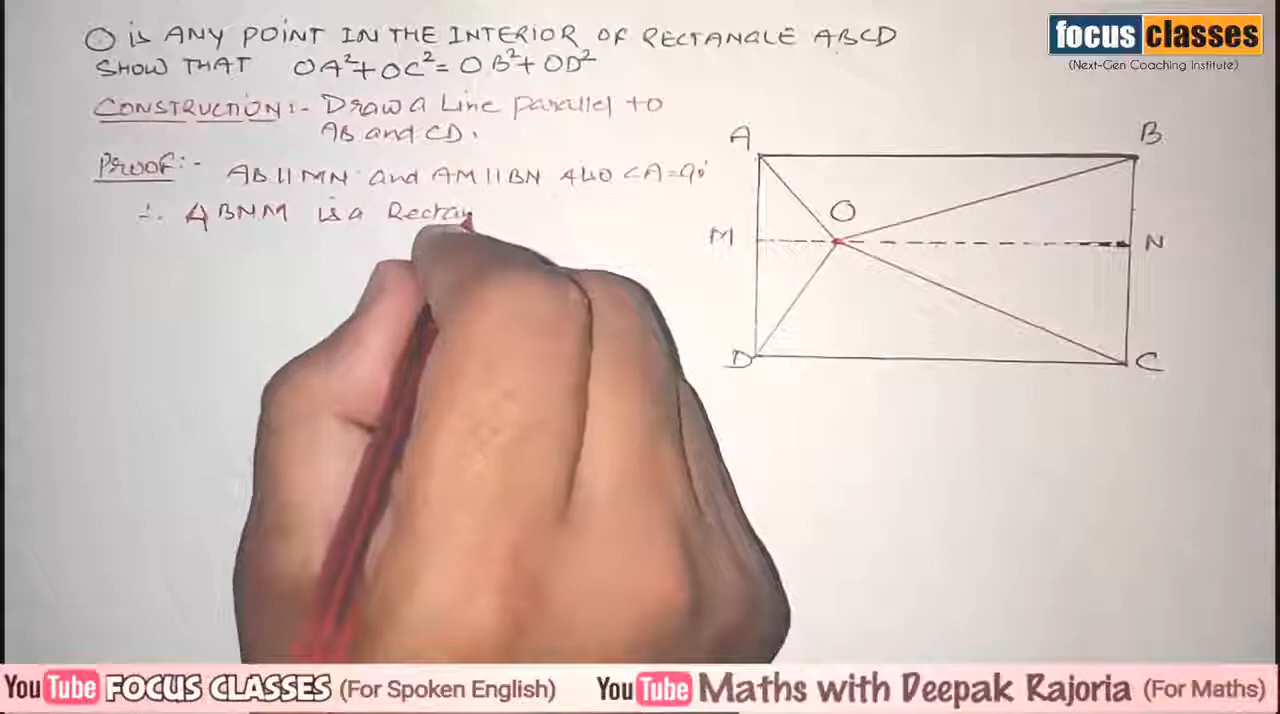 O is ANY POINT IN THE INTERIOR OF RECTANGLE ABCD
SHOW THAT OA²+OC²=OB²+OD²
CONSTRUCTION:- Draw a Line parallel to
AB and CD.
Proof:- AB||MN and AM||BN
∠A=90°
∴ ABNM is a Rectan
focus classes
(Next-Gen Coaching Institute)
A
B
O
M
N
D
C
YouTube FOCUS CLASSES (For Spoken English) YouTube Maths with Deepak Rajoria (For Maths)